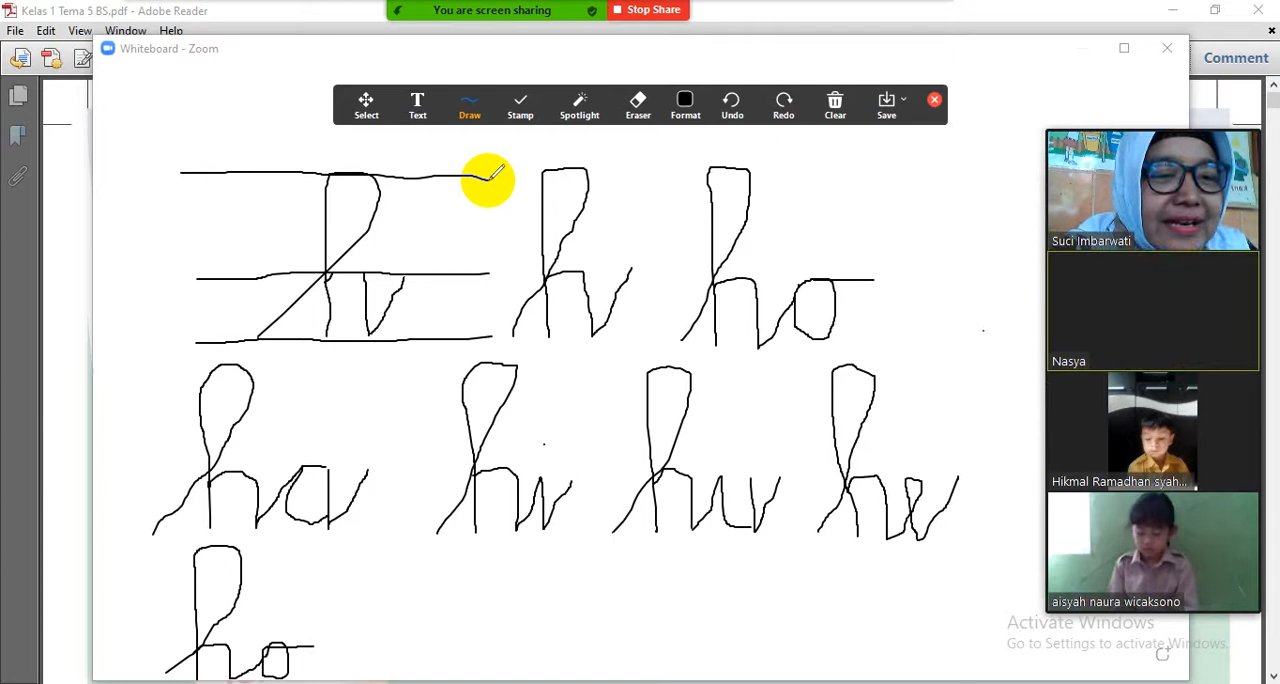 Kelas 1 Tema 5 BS.pdf - Adobe Reader
You are screen sharing
Stop Share
File Edit View Window Help
Whiteboard - Zoom
Comment
Select Text Draw Stamp Spotlight Eraser Format Undo Redo Clear Save
h h ho
ha hi hu he
ho
Suci Imbarwati
Nasya
Hikmal Ramadhan syah...
aisyah naura wicaksono
Activate Windows
Go to Settings to activate Windows.